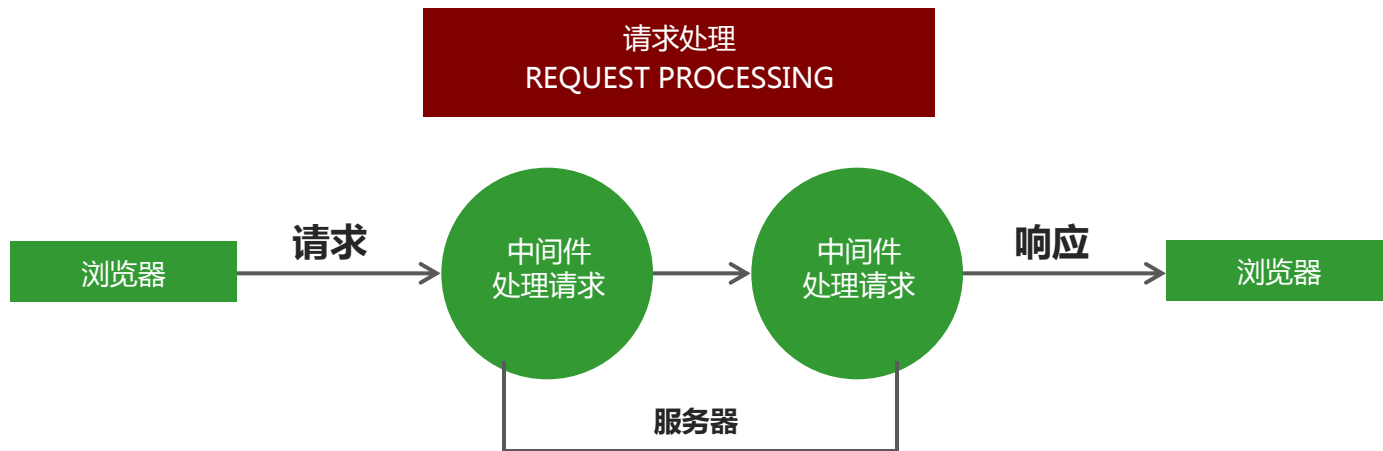 请求处理
REQUEST PROCESSING
请求
响应
浏览器
中间件
处理请求
中间件
处理请求
浏览器
服务器